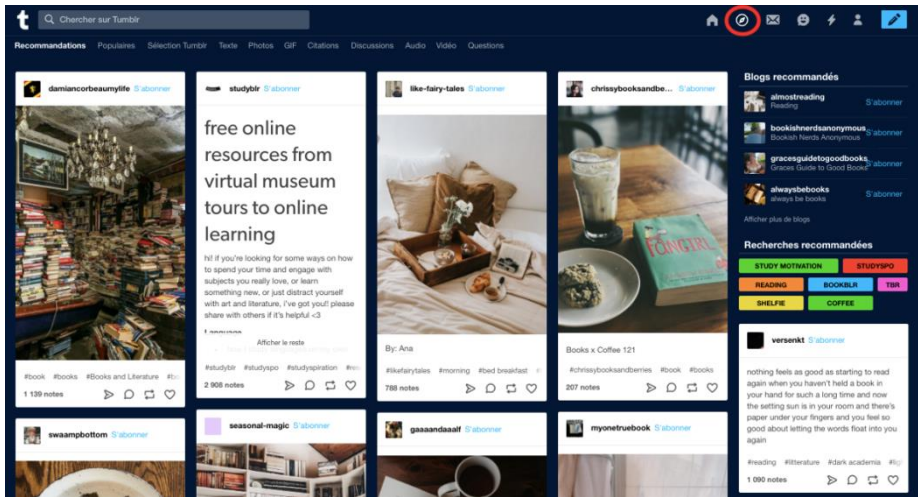 t Chercher sur Tumblr
Recommandations Populaires Sélection Tumblr Texte Photos GIF Citations Discussions Audio Vidéo Questions
damiancorbeaumylife S'abonner
#book #books #Books and Literature
1 139 notes
swaampbottom S'abonner
studyblr S'abonner
free online
resources from
virtual museum
tours to online
learning
hi! if you're looking for some ways on how
to spend your time and engage with
subjects you really love, or learn
something new, or just distract yourself
with art and literature, i've got you!! please
share with others if it's helpful <3
Afficher le reste
#studyblr #studyspo #studyspiration
2 908 notes
seasonal-magic S'abonner
like-fairy-tales S'abonner
By: Ana
#likefairytales #morning #bed breakfast
788 notes
gaaaandaaalf S'abonner
chrissybooksandbe... S'abonner
FANGIRL
Books x Coffee 121
#chrissybooksandberries #book #books
207 notes
myonetruebook S'abonner
Blogs recommandés
almostreading
Reading
S'abonner
bookishnerdsanonymous
Bookish Nerds Anonymous
S'abonner
gracesguidetogoodbooks
Graces Guide to Good Books
S'abonner
alwaysbebooks
always be books
S'abonner
Afficher plus de blogs
Recherches recommandées
STUDY MOTIVATION STUDYSPO
READING BOOKBLR TBR
SHELFIE COFFEE
versenkt S'abonner
nothing feels as good as starting to read
again when you haven't held a book in
your hand for such a long time and now
the setting sun is in your room and there's
paper under your fingers and you feel so
good about letting the words float into you
again
#reading #litterature #dark academia
1 090 notes